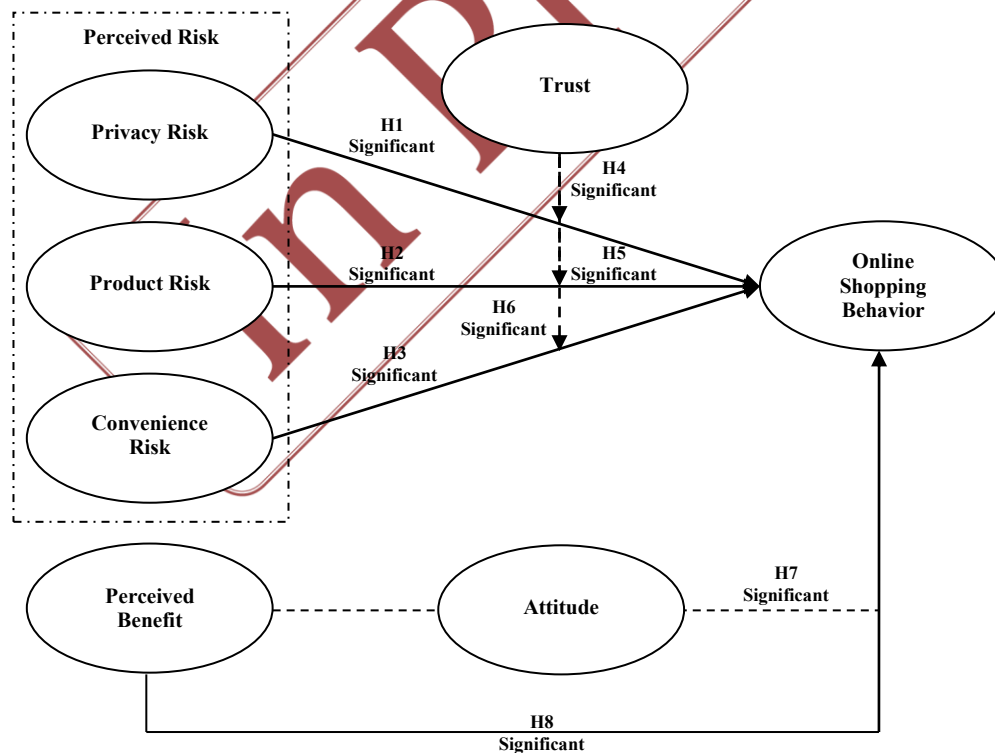 Perceived Risk
Privacy Risk
Trust
H1
Significant
H4
Significant
Product Risk
H2
Significant
H5
Significant
Online
Shopping
Behavior
H6
Significant
H3
Significant
Convenience
Risk
Perceived
Benefit
Attitude
H7
Significant
H8
Significant